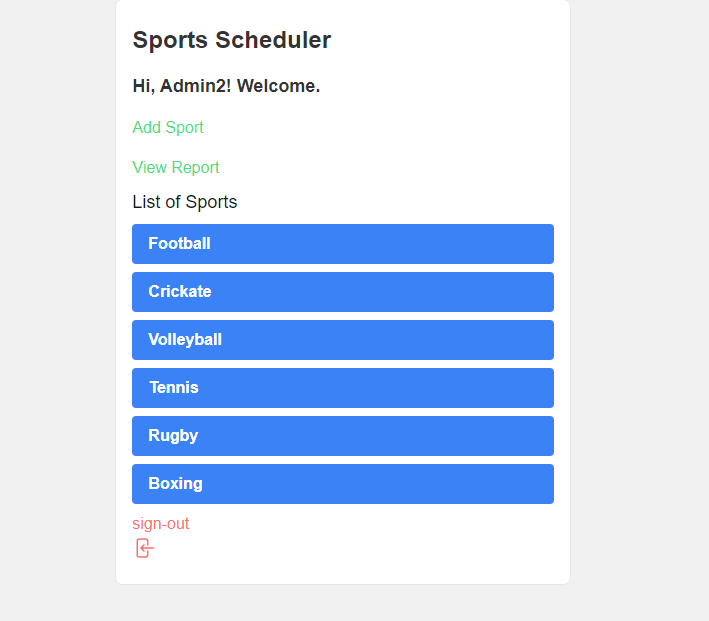 Sports Scheduler
Hi, Admin2! Welcome.
Add Sport
View Report
List of Sports
Football
Crickate
Volleyball
Tennis
Rugby
Boxing
sign-out